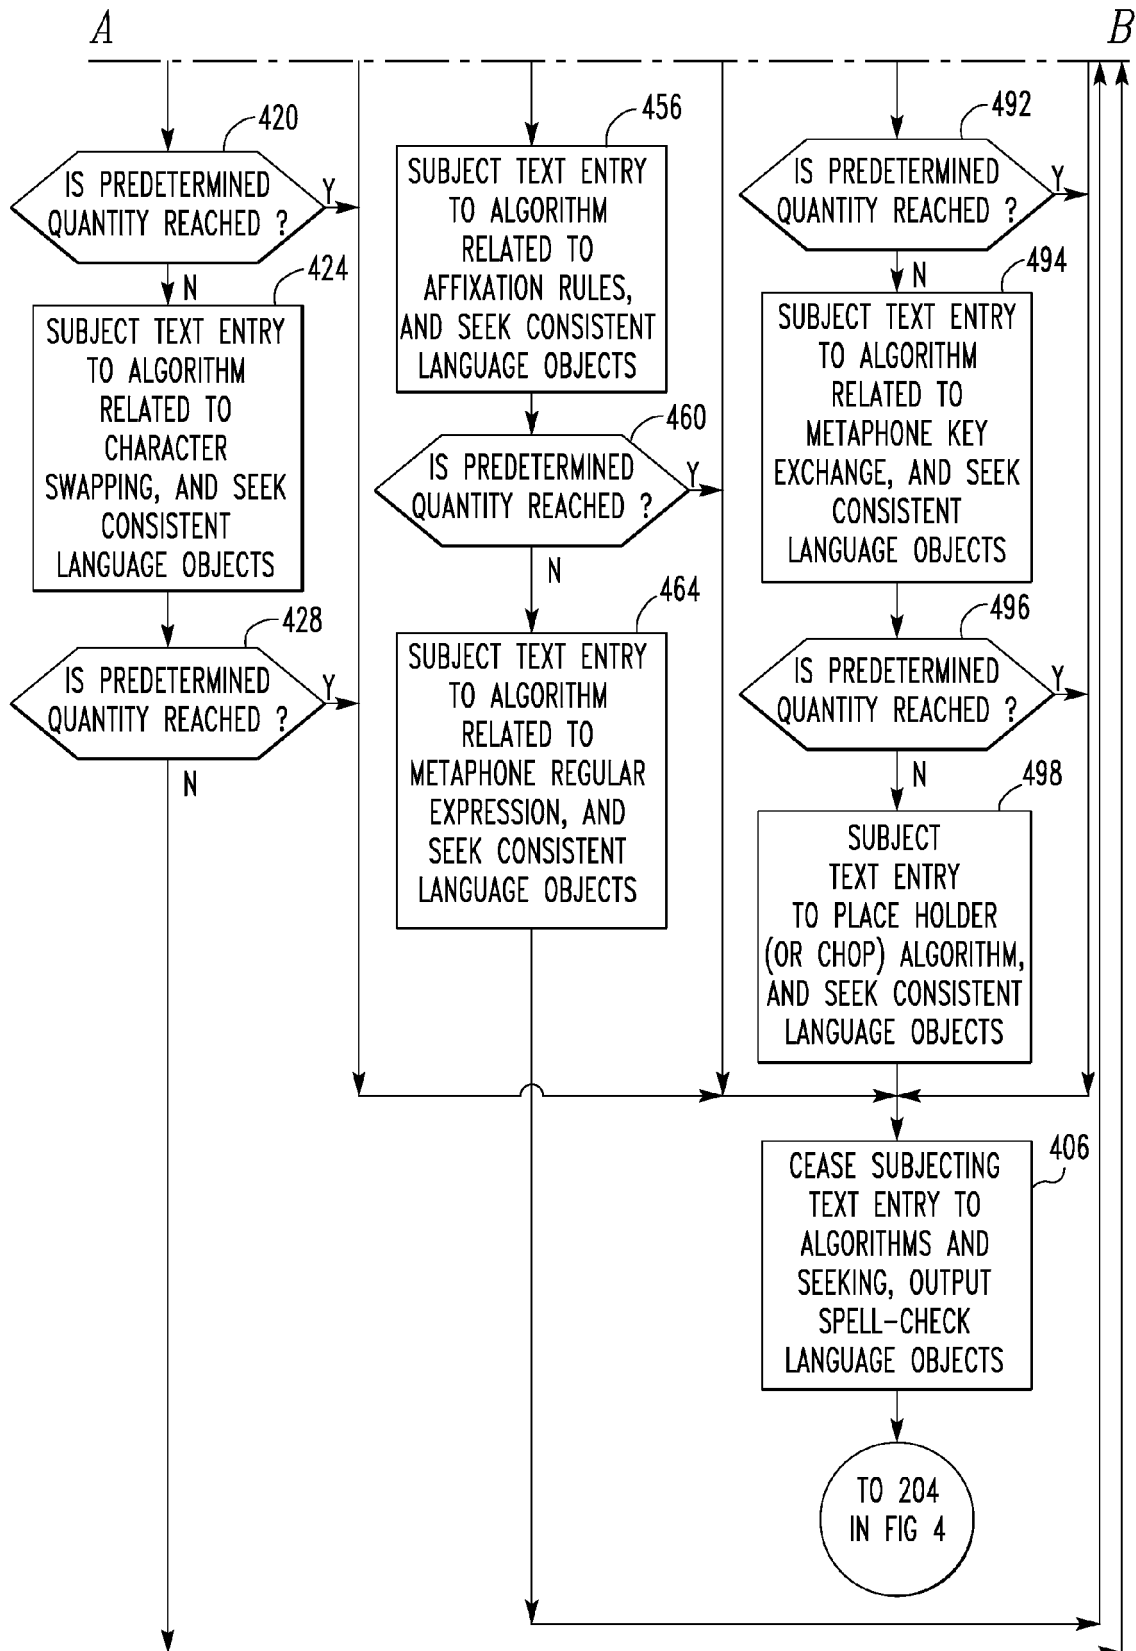 A
B
420
IS PREDETERMINED
QUANTITY REACHED ?
Y
N
424
SUBJECT TEXT ENTRY
TO ALGORITHM
RELATED TO
CHARACTER
SWAPPING, AND SEEK
CONSISTENT
LANGUAGE OBJECTS
428
IS PREDETERMINED
QUANTITY REACHED ?
Y
N
456
SUBJECT TEXT ENTRY
TO ALGORITHM
RELATED TO
AFFIXATION RULES,
AND SEEK CONSISTENT
LANGUAGE OBJECTS
460
IS PREDETERMINED
QUANTITY REACHED ?
Y
N
464
SUBJECT TEXT ENTRY
TO ALGORITHM
RELATED TO
METAPHONE REGULAR
EXPRESSION, AND
SEEK CONSISTENT
LANGUAGE OBJECTS
492
IS PREDETERMINED
QUANTITY REACHED ?
Y
N
494
SUBJECT TEXT ENTRY
TO ALGORITHM
RELATED TO
METAPHONE KEY
EXCHANGE, AND SEEK
CONSISTENT
LANGUAGE OBJECTS
496
IS PREDETERMINED
QUANTITY REACHED ?
Y
N
498
SUBJECT
TEXT ENTRY
TO PLACE HOLDER
(OR CHOP) ALGORITHM,
AND SEEK CONSISTENT
LANGUAGE OBJECTS
406
CEASE SUBJECTING
TEXT ENTRY TO
ALGORITHMS AND
SEEKING, OUTPUT
SPELL-CHECK
LANGUAGE OBJECTS
TO 204
IN FIG 4